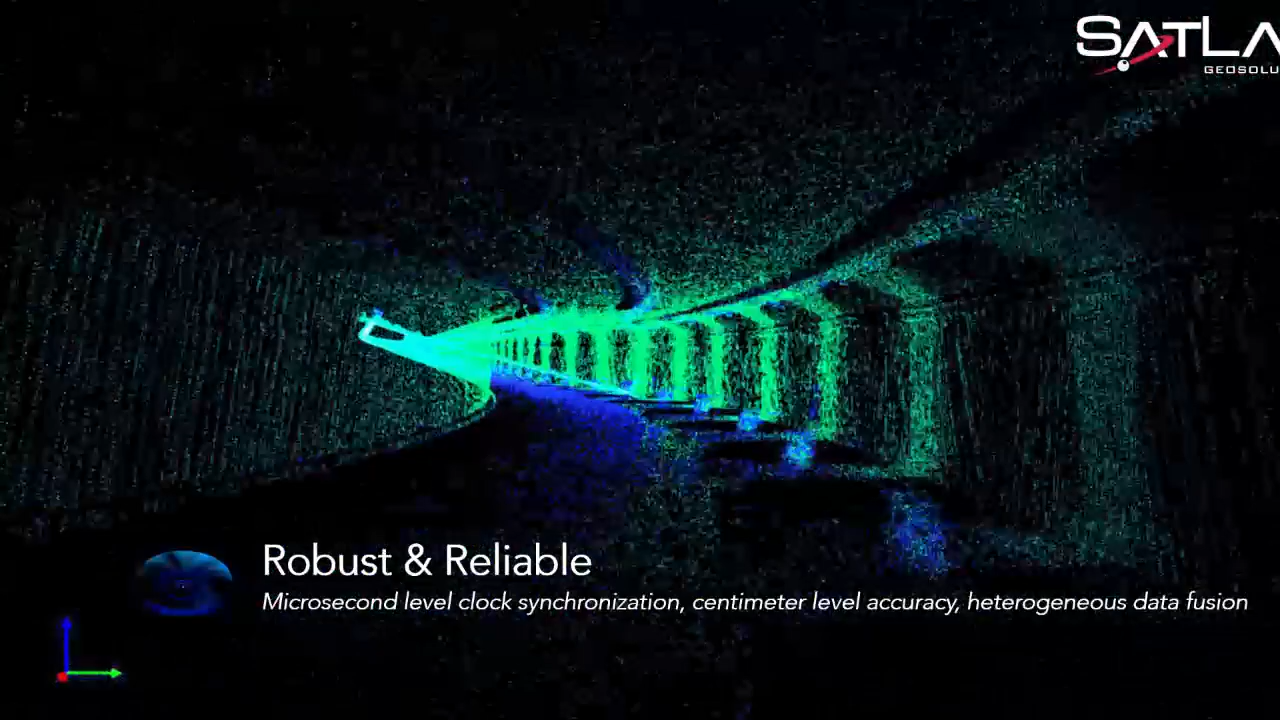 SATLA
GEOSOLU
Robust & Reliable
Microsecond level clock synchronization, centimeter level accuracy, heterogeneous data fusion